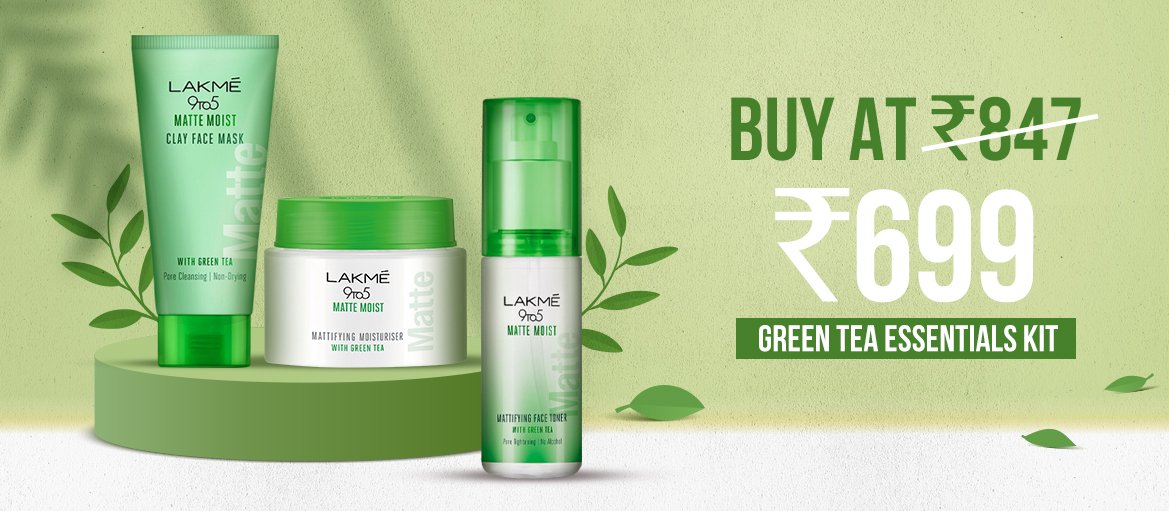 LAKMÉ
9to5
MATTE MOIST
CLAY FACE MASK
Matte
WITH GREEN TEA
Pore Cleansing | Non-Drying
LAKMÉ
9to5
MATTE MOIST
MATTIFYING MOISTURISER
WITH GREEN TEA
Matte
LAKMÉ
9to5
MATTE MOIST
Matte
MATTIFYING FACE TONER
WITH GREEN TEA
Pore Tightening | No Alcohol
BUY AT ₹847
₹699
GREEN TEA ESSENTIALS KIT